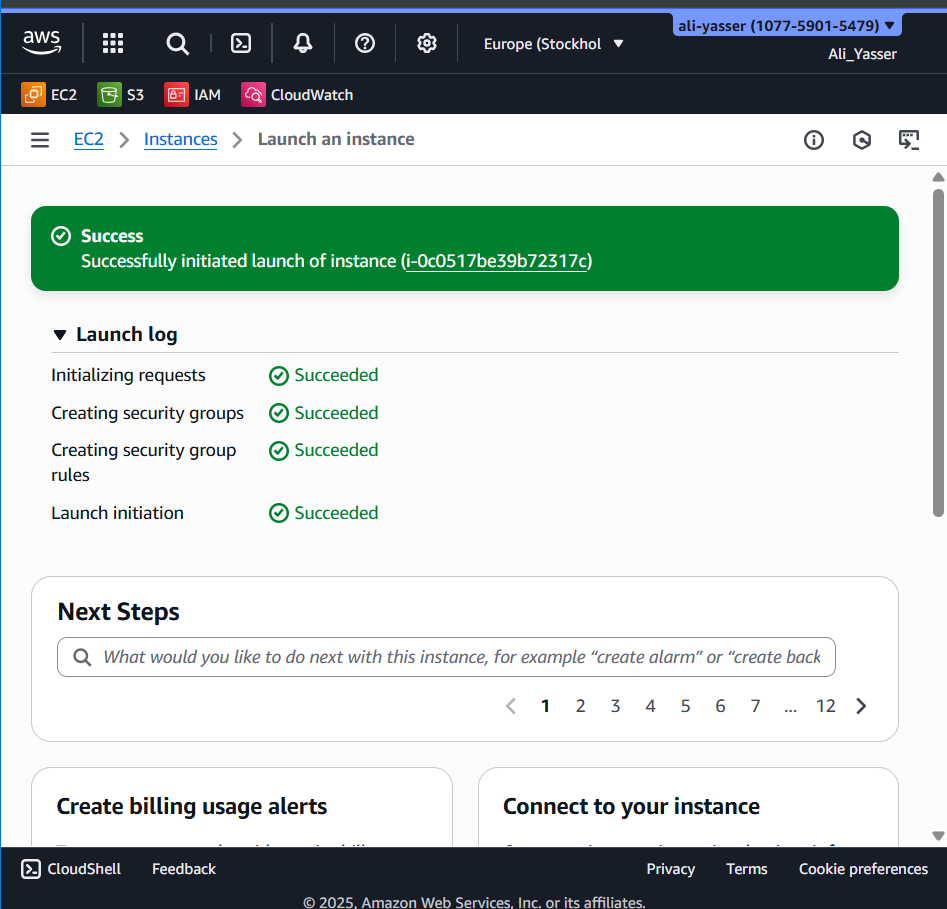 aws
Europe (Stockhol
ali-yasser (1077-5901-5479)
Ali_Yasser
EC2 S3 IAM CloudWatch
EC2 Instances Launch an instance
Success
Successfully initiated launch of instance (i-0c0517be39b72317c)
Launch log
Initializing requests Succeeded
Creating security groups Succeeded
Creating security group Succeeded
rules
Launch initiation Succeeded
Next Steps
What would you like to do next with this instance, for example “create alarm” or “create back
1 2 3 4 5 6 7 ... 12
Create billing usage alerts Connect to your instance
CloudShell Feedback Privacy Terms Cookie preferences
© 2025, Amazon Web Services, Inc. or its affiliates.